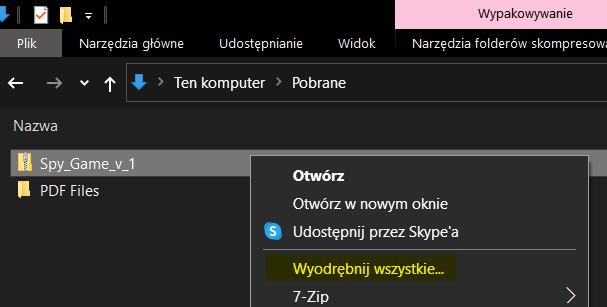 Wypakowywanie
Plik Narzędzia główne Udostępnianie Widok Narzędzia folderów skompresowa
Ten komputer Pobrane
Nazwa
Spy_Game_v_1
PDF Files
Otwórz
Otwórz w nowym oknie
Udostępnij przez Skype'a
Wyodrębnij wszystkie...
7-Zip